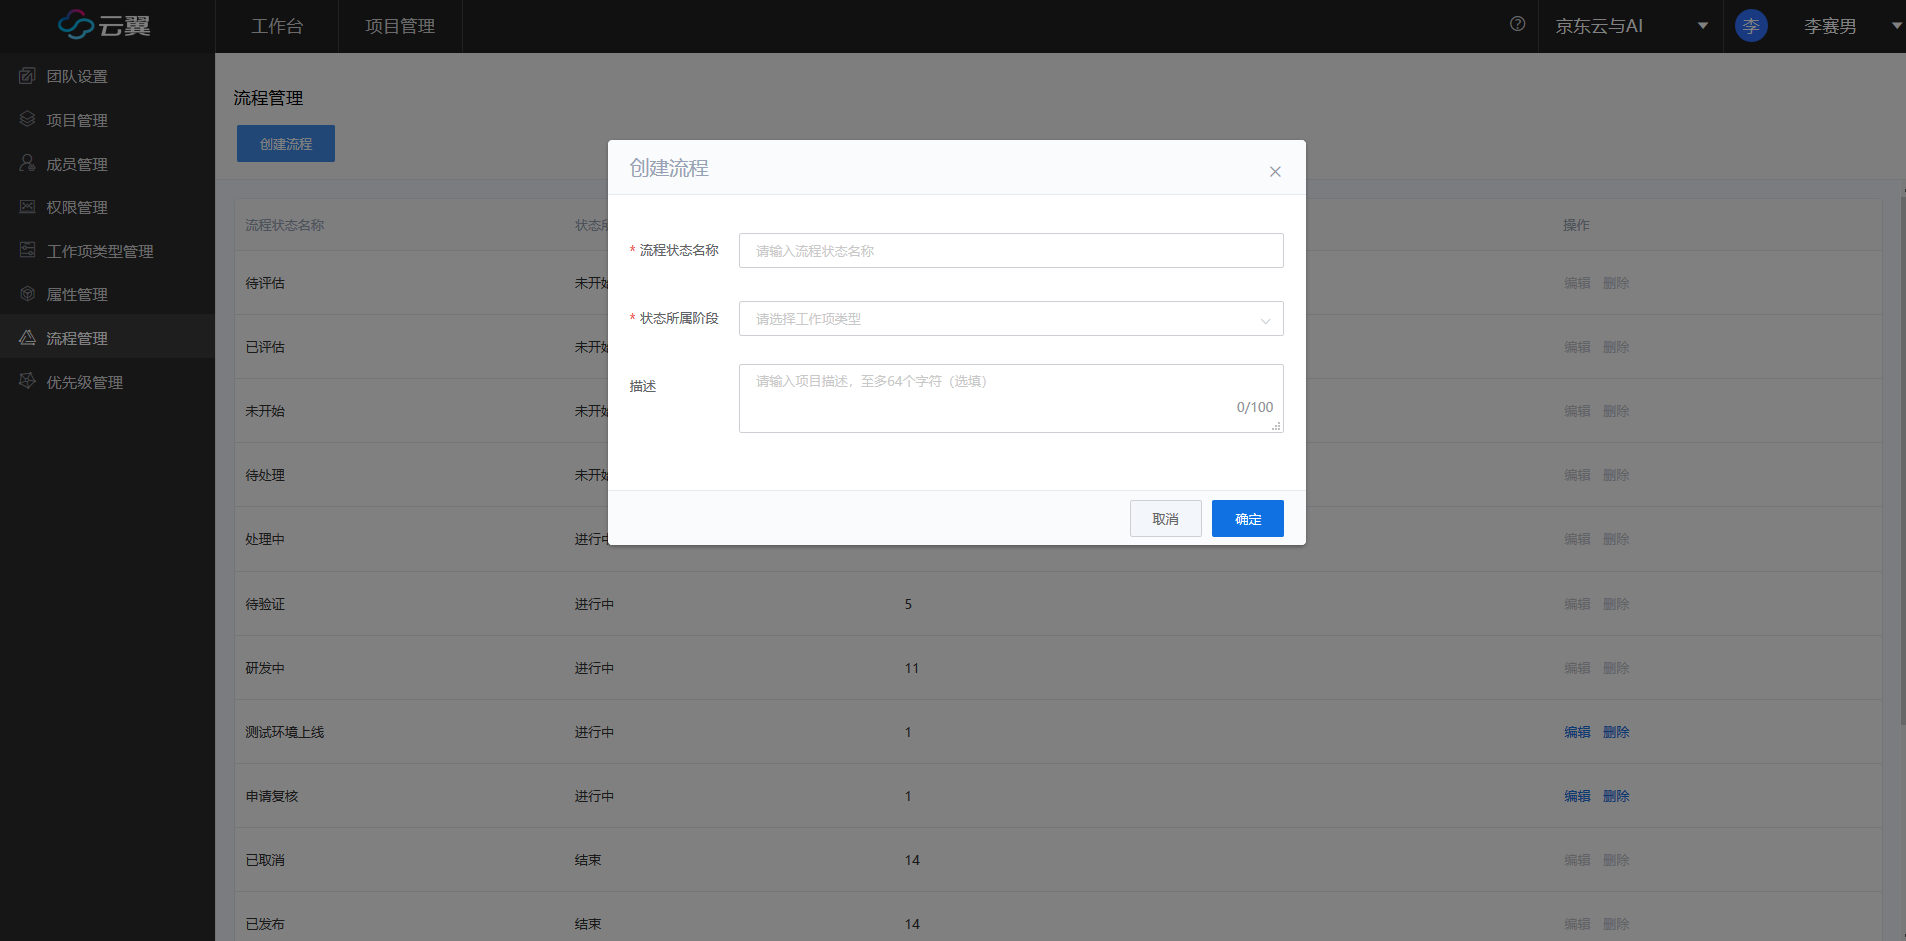 云翼
工作台
项目管理
京东云与AI
李
李赛男
团队设置
项目管理
成员管理
权限管理
工作项类型管理
属性管理
流程管理
优先级管理
流程管理
创建流程
流程状态名称 状态所 操作
待评估 未开始 编辑 删除
已评估 未开始 编辑 删除
未开始 未开始 编辑 删除
待处理 未开始 编辑 删除
处理中 进行中 编辑 删除
待验证 进行中 5 编辑 删除
研发中 进行中 11 编辑 删除
测试环境上线 进行中 1 编辑 删除
申请复核 进行中 1 编辑 删除
已取消 结束 14 编辑 删除
已发布 结束 14 编辑 删除
创建流程
* 流程状态名称 请输入流程状态名称
* 状态所属阶段 请选择工作项类型
描述 请输入项目描述，至多64个字符（选填）
0/100
取消 确定